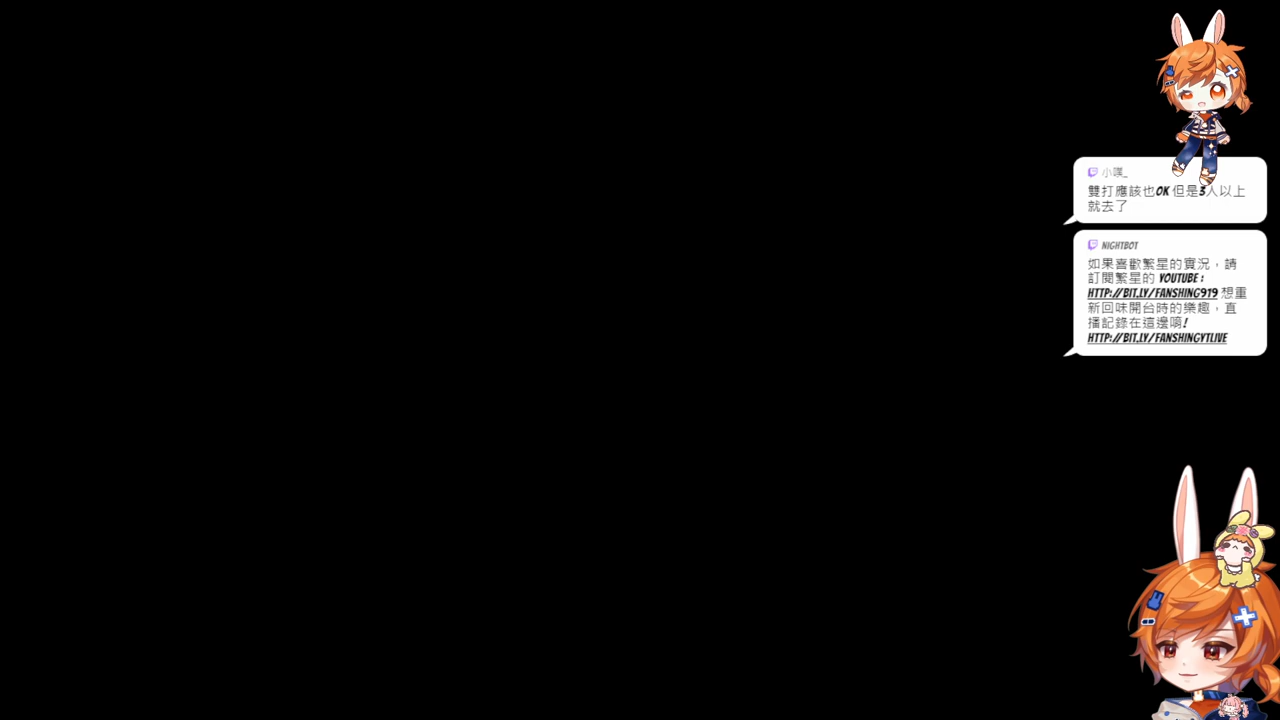 小嘆_
雙打應該也OK 但是3人以上
就去了
NIGHTBOT
如果喜歡繁星的實況，請
訂閱繁星的 YOUTUBE :
HTTP://BIT.LY/FANSHING919 想重
新回味開台時的樂趣，直
播記錄在這邊唷!
HTTP://BIT.LY/FANSHINGYTLIVE